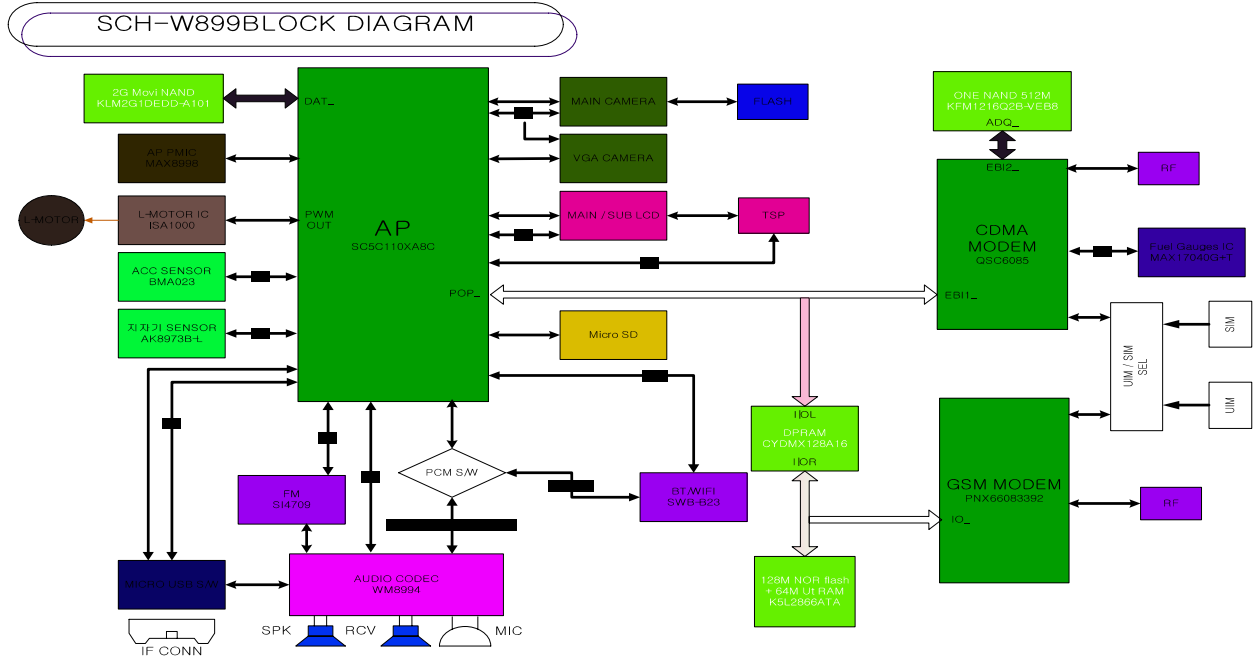 SCH-W899BLOCK DIAGRAM
2G Movi NAND
KLM2G1DEDD-A101
DAT_
AP PMIC
MAX8998
L-MOTOR
L-MOTOR IC
ISA1000
PWM
OUT
ACC SENSOR
BMA023
지자기 SENSOR
AK8973B-L
AP
SC5C110XA8C
POP_
MAIN CAMERA
FLASH
VGA CAMERA
MAIN / SUB LCD
TSP
Micro SD
ONE NAND 512M
KFM1216Q2B-VEB8
ADQ_
EBI2_
RF
CDMA
MODEM
QSC6085
Fuel Gauges IC
MAX17040G+T
EBI1_
UIM / SIM
SEL
SIM
UIM
I|OL
DPRAM
CYDMX128A16
I|OR
GSM MODEM
PNX66083392
IO_
RF
128M NOR flash
+ 64M Ut RAM
K5L2866ATA
PCM S/W
BT/WIFI
SWB-B23
FM
SI4709
MICRO USB S/W
AUDIO CODEC
WM8994
IF CONN
SPK
RCV
MIC